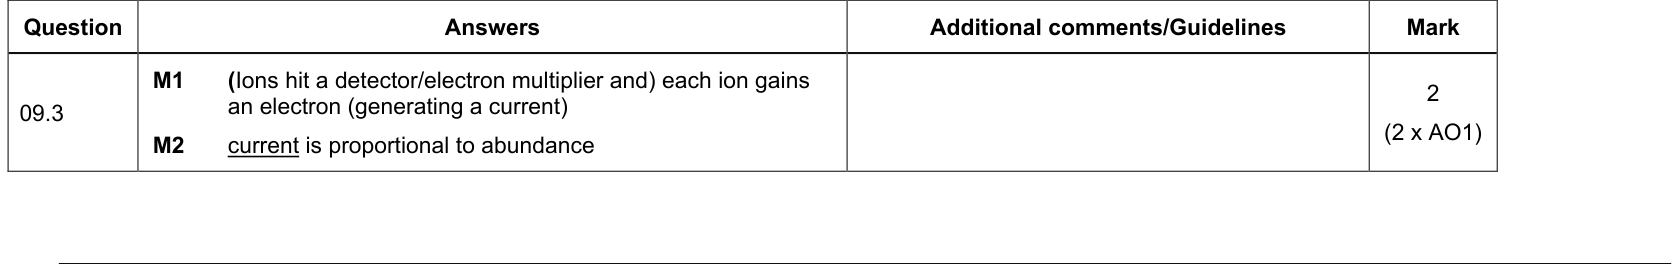 Question Answers Additional comments/Guidelines Mark
09.3
M1 (Ions hit a detector/electron multiplier and) each ion gains
an electron (generating a current)
M2 current is proportional to abundance
2
(2 x AO1)